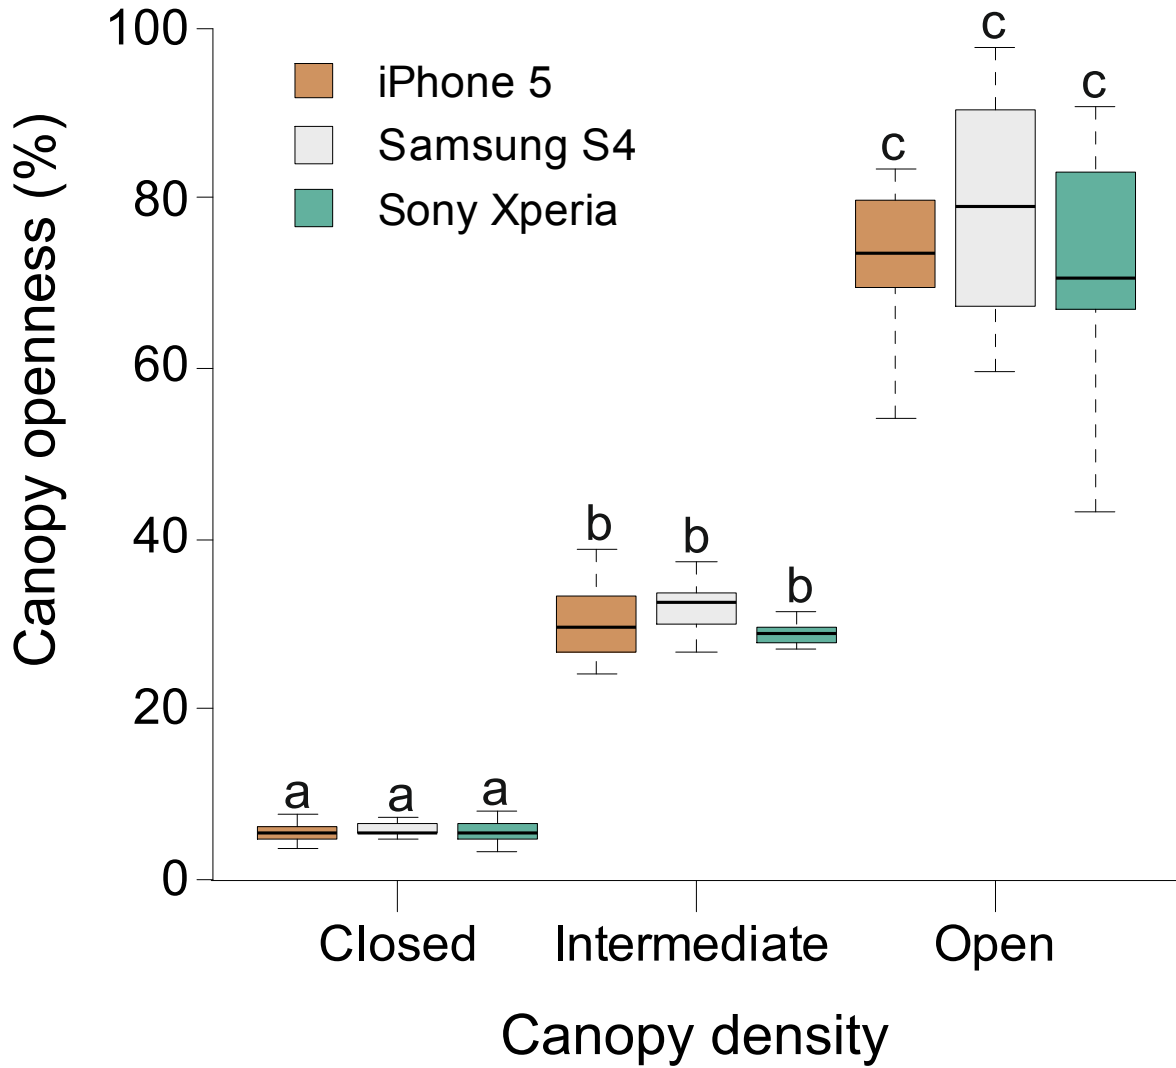 100
80
60
40
20
0
Canopy openness (%)
iPhone 5
Samsung S4
Sony Xperia
c
c
c
b
b
b
a
a
a
Closed
Intermediate
Open
Canopy density